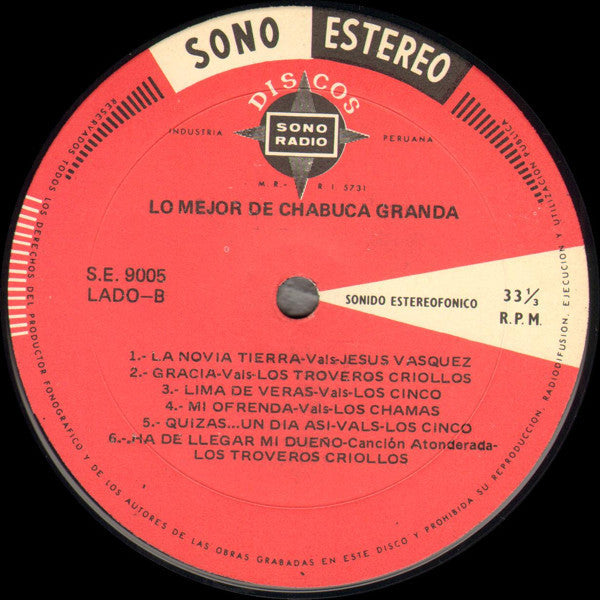 SONO ESTEREO
DISCOS
SONO
RADIO
INDUSTRIA PERUANA
M.R.- R I 5731
LO MEJOR DE CHABUCA GRANDA
S.E. 9005
LADO-B
SONIDO ESTEREOFONICO
33 1/3
R.P.M.
1.- LA NOVIA TIERRA-Vals-JESUS VASQUEZ
2.- GRACIA-Vals-LOS TROVEROS CRIOLLOS
3.- LIMA DE VERAS-Vals-LOS CINCO
4.- MI OFRENDA-Vals-LOS CHAMAS
5.- QUIZAS...UN DIA ASI-VALS-LOS CINCO
6.-.HA DE LLEGAR MI DUEÑO-Canción Atonderada-
LOS TROVEROS CRIOLLOS
RESERVADOS TODOS LOS DERECHOS DEL PRODUCTOR FONOGRAFICO Y DE LOS AUTORES DE LAS OBRAS GRABADAS EN ESTE DISCO Y PROHIBIDA SU REPRODUCCION, RADIODIFUSION, EJECUCION Y UTILIZACION PUBLICA